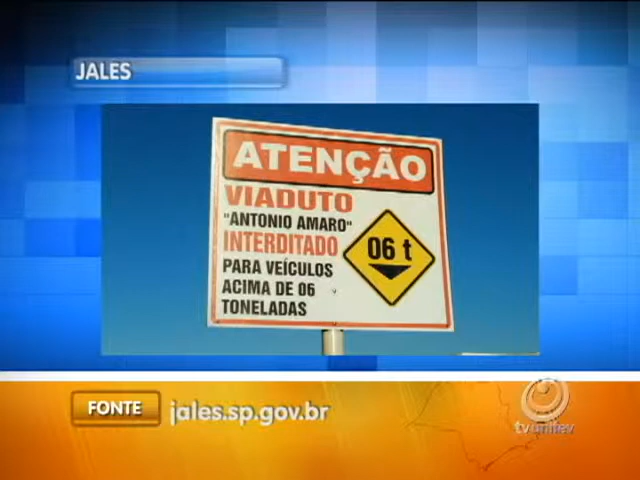 JALES
ATENÇÃO
VIADUTO
"ANTONIO AMARO"
INTERDITADO
PARA VEÍCULOS
ACIMA DE 06
TONELADAS
06 t
FONTE
jales.sp.gov.br
tv unifev